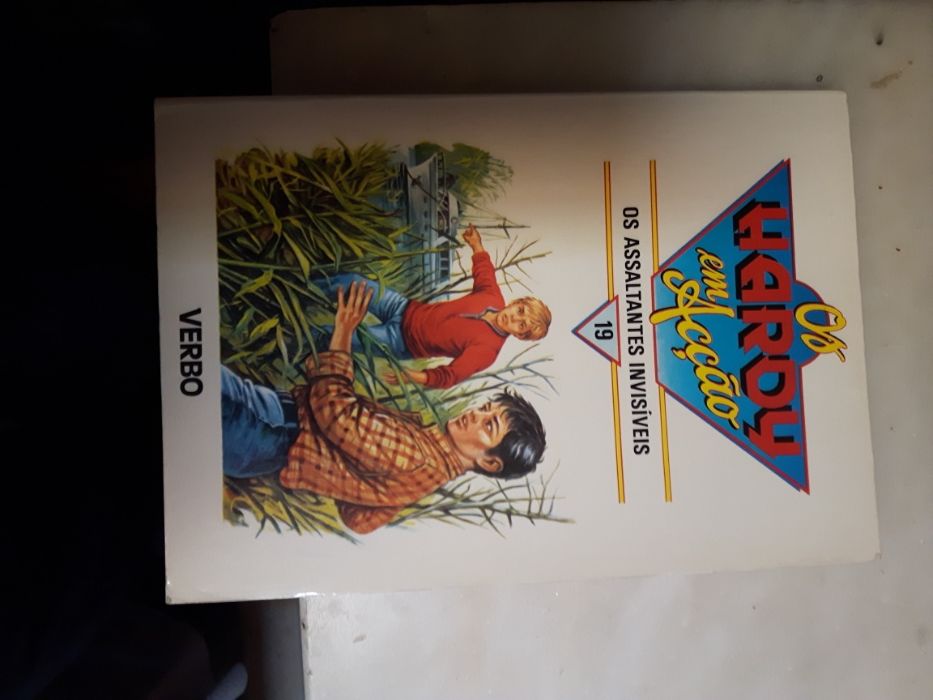 Os
HARDY
em
Acção
OS ASSALTANTES INVISÍVEIS
19
VERBO